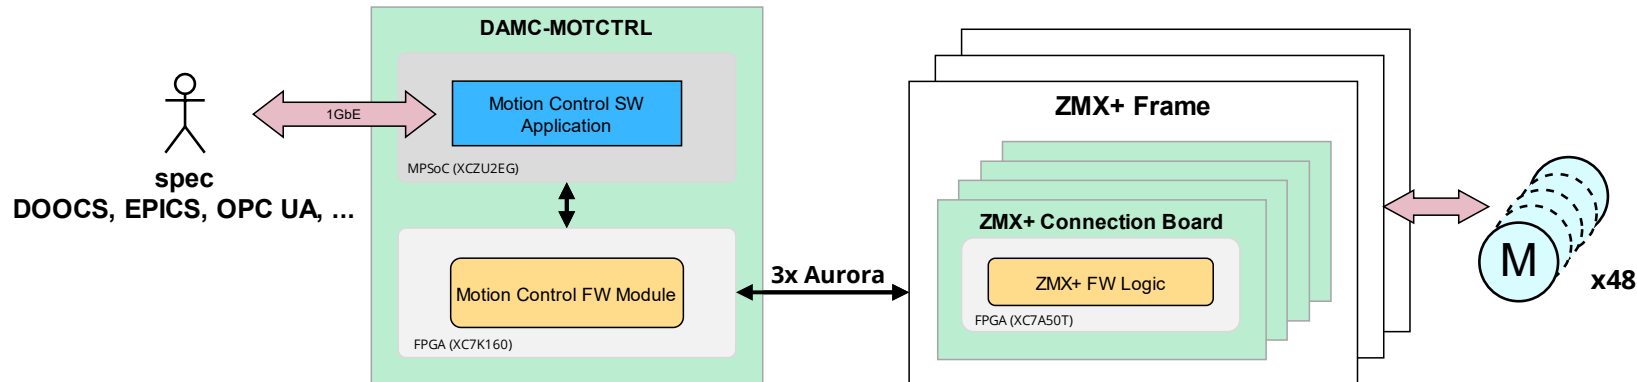 DAMC-MOTCTRL
Motion Control SW
Application
1GbE
MPSoC (XCZU2EG)
spec
DOOCS, EPICS, OPC UA, ...
Motion Control FW Module
FPGA (XC7K160)
3x Aurora
ZMX+ Frame
ZMX+ Connection Board
ZMX+ FW Logic
FPGA (XC7A50T)
M
x48